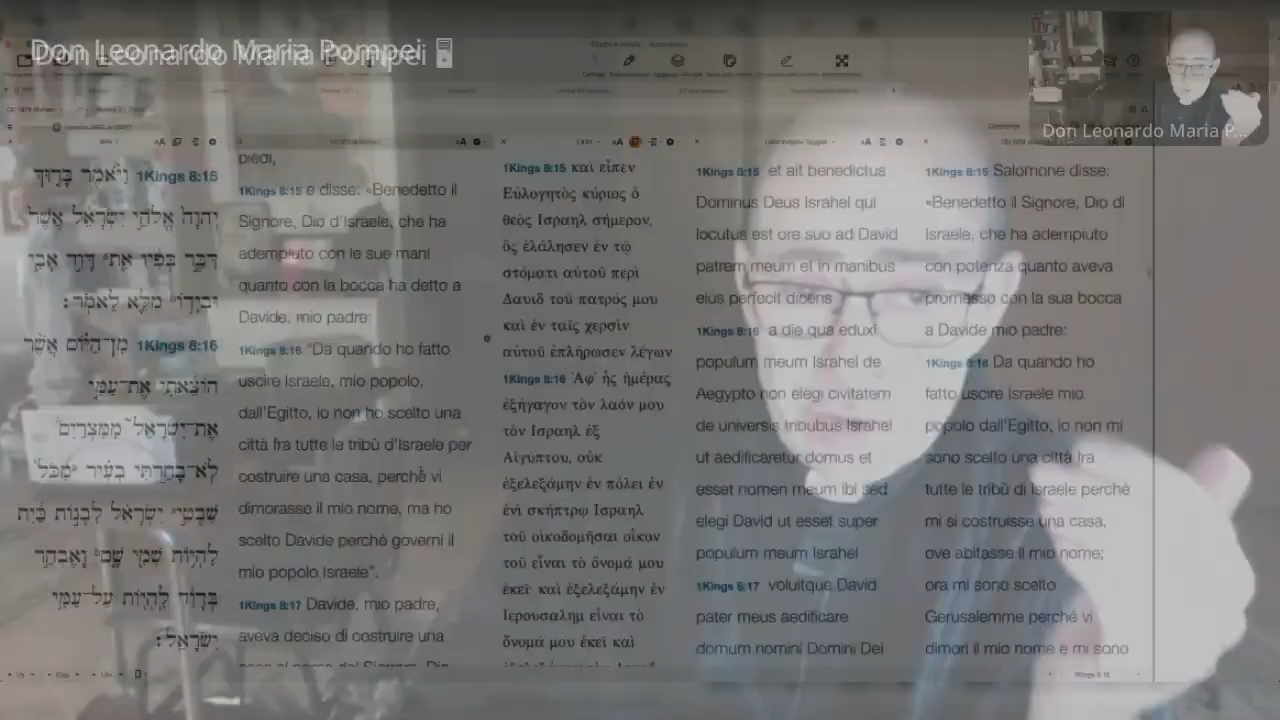 Don Leonardo Maria Pompei
Don Leonardo Maria P...
1Kings 8:15 וַיֹּאמֶר בָּרוּךְ
יְהוָה אֱלֹהֵי יִשְׂרָאֵל אֲשֶׁר
דִּבֶּר בְּפִיו אֵת דָּוִד אָבִי
וּבְיָדוֹ מִלֵּא לֵאמֹר׃
1Kings 8:16 מִן־הַיּוֹם אֲשֶׁר
הוֹצֵאתִי אֶת־עַמִּי
אֶת־יִשְׂרָאֵל מִמִּצְרַיִם
לֹא־בָחַרְתִּי בְעִיר מִכֹּל
שִׁבְטֵי יִשְׂרָאֵל לִבְנוֹת בַּיִת
לִהְיוֹת שְׁמִי שָׁם וָאֶבְחַר
בְּדָוִד לִהְיוֹת עַל־עַמִּי
יִשְׂרָאֵל׃
piedi,
1Kings 8:15 e disse: «Benedetto il
Signore, Dio d'Israele, che ha
adempiuto con le sue mani
quanto con la bocca ha detto a
Davide, mio padre:
1Kings 8:16 "Da quando ho fatto
uscire Israele, mio popolo,
dall'Egitto, io non ho scelto una
città fra tutte le tribù d'Israele per
costruire una casa, perché vi
dimorasse il mio nome, ma ho
scelto Davide perché governi il
mio popolo Israele".
1Kings 8:17 Davide, mio padre,
aveva deciso di costruire una
casa al nome del Signore, Dio
1Kings 8:15 καὶ εἶπεν
Εὐλογητὸς κύριος ὁ
θεὸς Ισραηλ σήμερον,
ὃς ἐλάλησεν ἐν τῷ
στόματι αὐτοῦ περὶ
Δαυιδ τοῦ πατρός μου
καὶ ἐν ταῖς χερσὶν
αὐτοῦ ἐπλήρωσεν λέγων
1Kings 8:16 Ἀφ᾽ ἧς ἡμέρας
ἐξήγαγον τὸν λαόν μου
τὸν Ισραηλ ἐξ
Αἰγύπτου, οὐκ
ἐξελεξάμην ἐν πόλει ἐν
ἑνὶ σκήπτρῳ Ισραηλ
τοῦ οἰκοδομῆσαι οἶκον
τοῦ εἶναι τὸ ὄνομά μου
ἐκεῖ· καὶ ἐξελεξάμην ἐν
Ιερουσαλημ εἶναι τὸ
ὄνομά μου ἐκεῖ καὶ
1Kings 8:15 et ait benedictus
Dominus Deus Israhel qui
locutus est ore suo ad David
patrem meum et in manibus
eius perfecit dicens
1Kings 8:16 a die qua eduxi
populum meum Israhel de
Aegypto non elegi civitatem
de universis tribubus Israhel
ut aedificaretur domus et
esset nomen meum ibi sed
elegi David ut esset super
populum meum Israhel
1Kings 8:17 voluitque David
pater meus aedificare
domum nomini Domini Dei
1Kings 8:15 Salomone disse:
«Benedetto il Signore, Dio di
Israele, che ha adempiuto
con potenza quanto aveva
promesso con la sua bocca
a Davide mio padre:
1Kings 8:16 Da quando ho
fatto uscire Israele mio
popolo dall'Egitto, io non mi
sono scelto una città fra
tutte le tribù di Israele perché
mi si costruisse una casa,
ove abitasse il mio nome;
ora mi sono scelto
Gerusalemme perché vi
dimori il mio nome e mi sono
1Kings 8:16